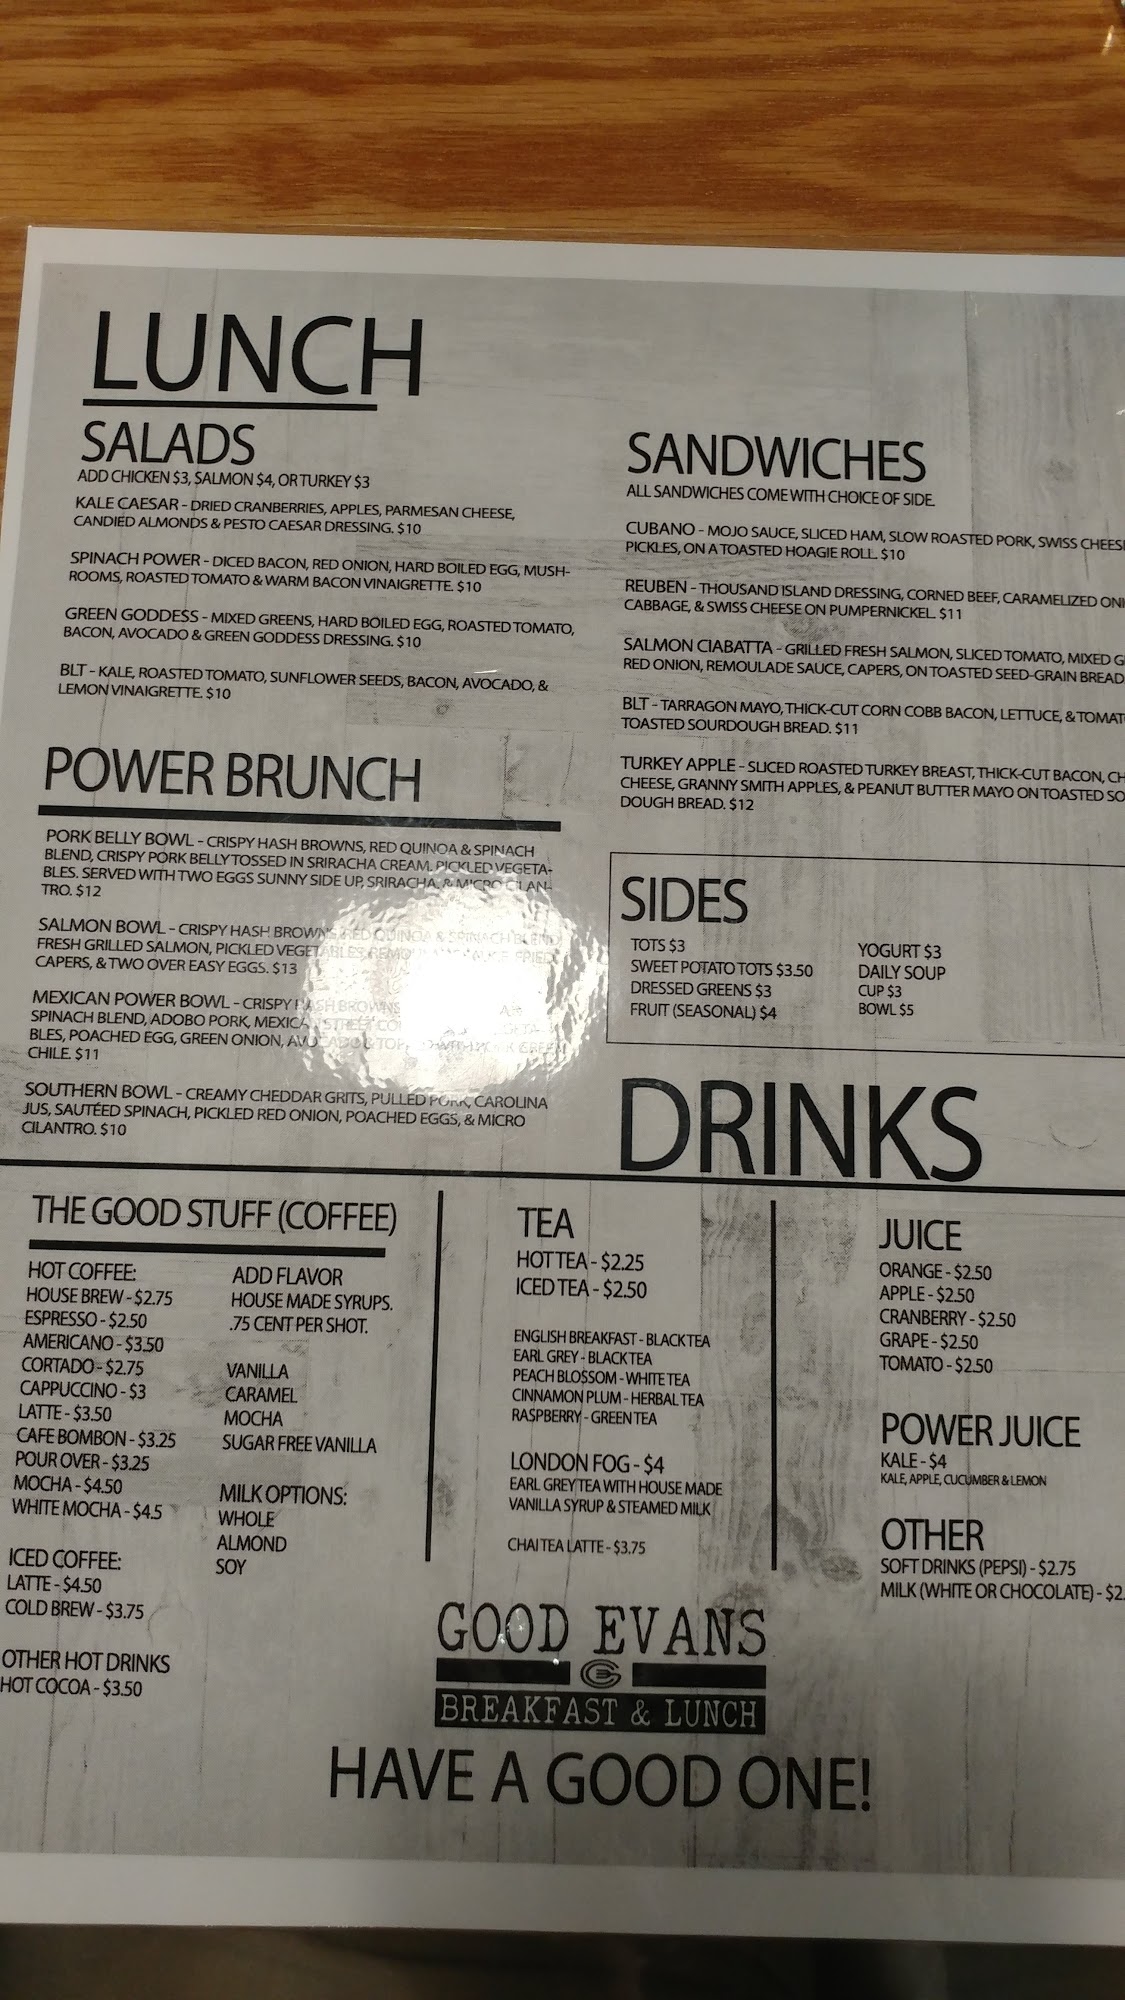 LUNCH
SALADS
ADD CHICKEN $3, SALMON $4, OR TURKEY $3
KALE CAESAR - DRIED CRANBERRIES, APPLES, PARMESAN CHEESE,
CANDIED ALMONDS & PESTO CAESAR DRESSING. $10
SPINACH POWER - DICED BACON, RED ONION, HARD BOILED EGG, MUSH-
ROOMS, ROASTED TOMATO & WARM BACON VINAIGRETTE. $10
GREEN GODDESS - MIXED GREENS, HARD BOILED EGG, ROASTED TOMATO,
BACON, AVOCADO & GREEN GODDESS DRESSING. $10
BLT - KALE, ROASTED TOMATO, SUNFLOWER SEEDS, BACON, AVOCADO, &
LEMON VINAIGRETTE. $10
POWER BRUNCH
PORK BELLY BOWL - CRISPY HASH BROWNS, RED QUINOA & SPINACH
BLEND, CRISPY PORK BELLY TOSSED IN SRIRACHA CREAM, PICKLED VEGETA-
BLES. SERVED WITH TWO EGGS SUNNY SIDE UP, SRIRACHA, & MICRO CILAN-
TRO. $12
SALMON BOWL - CRISPY HASH BROWNS RED QUINOA & SPINACH BLEND
FRESH GRILLED SALMON, PICKLED VEGETABLES, REMOULADE SAUCE, FRIED
CAPERS, & TWO OVER EASY EGGS. $13
MEXICAN POWER BOWL - CRISPY HASH BROWNS
SPINACH BLEND, ADOBO PORK, MEXICAN STREET
BLES, POACHED EGG, GREEN ONION, AVOCADO & WITH PORK GREEN
CHILE. $11
SOUTHERN BOWL - CREAMY CHEDDAR GRITS, PULLED PORK, CAROLINA
JUS, SAUTÉED SPINACH, PICKLED RED ONION, POACHED EGGS, & MICRO
CILANTRO. $10
SANDWICHES
ALL SANDWICHES COME WITH CHOICE OF SIDE.
CUBANO - MOJO SAUCE, SLICED HAM, SLOW ROASTED PORK, SWISS CHEES
PICKLES, ON A TOASTED HOAGIE ROLL. $10
REUBEN - THOUSAND ISLAND DRESSING, CORNED BEEF, CARAMELIZED ONI
CABBAGE, & SWISS CHEESE ON PUMPERNICKEL. $11
SALMON CIABATTA - GRILLED FRESH SALMON, SLICED TOMATO, MIXED G
RED ONION, REMOULADE SAUCE, CAPERS, ON TOASTED SEED-GRAIN BREAD
BLT - TARRAGON MAYO, THICK-CUT CORN COBB BACON, LETTUCE, & TOMAT
TOASTED SOURDOUGH BREAD. $11
TURKEY APPLE - SLICED ROASTED TURKEY BREAST, THICK-CUT BACON, CH
CHEESE, GRANNY SMITH APPLES, & PEANUT BUTTER MAYO ON TOASTED SO
DOUGH BREAD. $12
SIDES
TOTS $3
SWEET POTATO TOTS $3.50
DRESSED GREENS $3
FRUIT (SEASONAL) $4
YOGURT $3
DAILY SOUP
CUP $3
BOWL $5
DRINKS
THE GOOD STUFF (COFFEE)
HOT COFFEE:
HOUSE BREW - $2.75
ESPRESSO - $2.50
AMERICANO - $3.50
CORTADO - $2.75
CAPPUCCINO - $3
LATTE - $3.50
CAFE BOMBON - $3.25
POUR OVER - $3.25
MOCHA - $4.50
WHITE MOCHA - $4.5
ICED COFFEE:
LATTE - $4.50
COLD BREW - $3.75
OTHER HOT DRINKS
HOT COCOA - $3.50
ADD FLAVOR
HOUSE MADE SYRUPS.
.75 CENT PER SHOT.
VANILLA
CARAMEL
MOCHA
SUGAR FREE VANILLA
MILK OPTIONS:
WHOLE
ALMOND
SOY
TEA
HOT TEA - $2.25
ICED TEA - $2.50
ENGLISH BREAKFAST - BLACK TEA
EARL GREY - BLACK TEA
PEACH BLOSSOM - WHITE TEA
CINNAMON PLUM - HERBAL TEA
RASPBERRY - GREEN TEA
LONDON FOG - $4
EARL GREY TEA WITH HOUSE MADE
VANILLA SYRUP & STEAMED MILK
CHAI TEA LATTE - $3.75
JUICE
ORANGE - $2.50
APPLE - $2.50
CRANBERRY - $2.50
GRAPE - $2.50
TOMATO - $2.50
POWER JUICE
KALE - $4
KALE, APPLE, CUCUMBER & LEMON
OTHER
SOFT DRINKS (PEPSI) - $2.75
MILK (WHITE OR CHOCOLATE) - $2.
GOOD EVANS
BREAKFAST & LUNCH
HAVE A GOOD ONE!